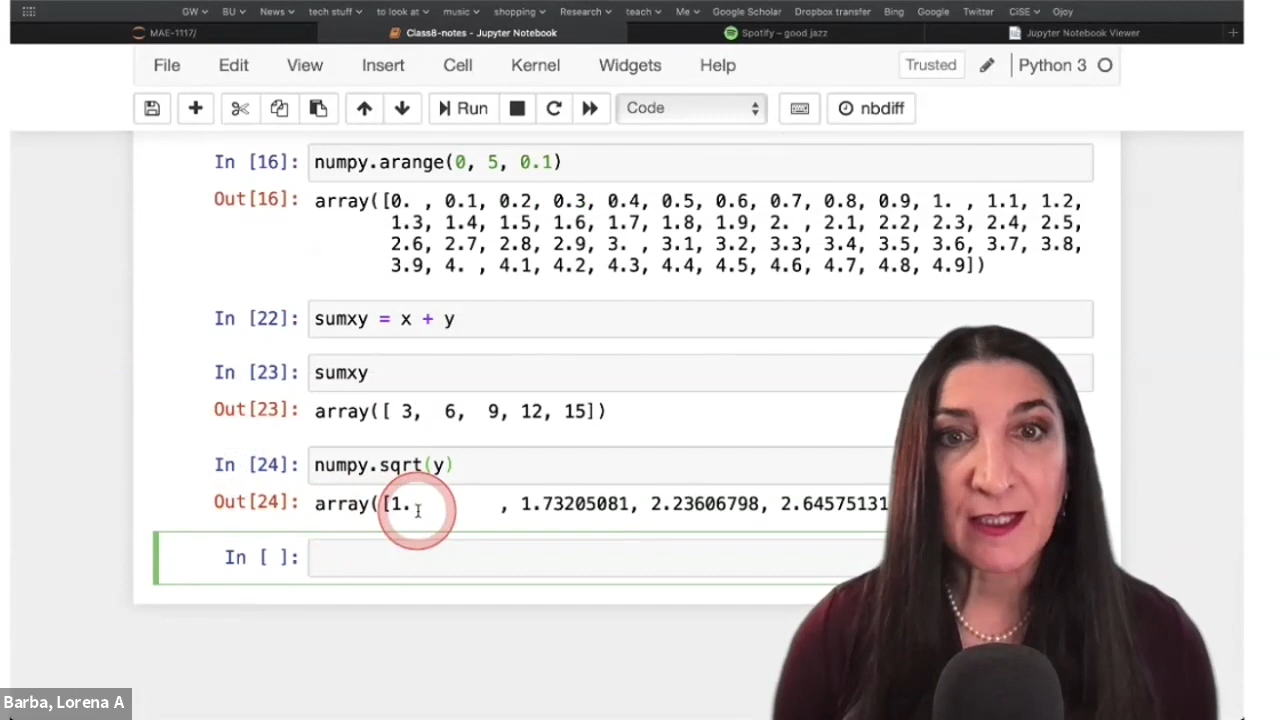 GW BU News tech stuff to look at music shopping Research teach Me Google Scholar Dropbox transfer Bing Google Twitter CiSE Ojoy
MAE-1117/ Class8-notes - Jupyter Notebook Spotify – good jazz Jupyter Notebook Viewer +
File Edit View Insert Cell Kernel Widgets Help Trusted Python 3
Run Code nbdiff
In [16]: numpy.arange(0, 5, 0.1)
Out[16]: array([0. , 0.1, 0.2, 0.3, 0.4, 0.5, 0.6, 0.7, 0.8, 0.9, 1. , 1.1, 1.2,
1.3, 1.4, 1.5, 1.6, 1.7, 1.8, 1.9, 2. , 2.1, 2.2, 2.3, 2.4, 2.5,
2.6, 2.7, 2.8, 2.9, 3. , 3.1, 3.2, 3.3, 3.4, 3.5, 3.6, 3.7, 3.8,
3.9, 4. , 4.1, 4.2, 4.3, 4.4, 4.5, 4.6, 4.7, 4.8, 4.9])
In [22]: sumxy = x + y
In [23]: sumxy
Out[23]: array([ 3, 6, 9, 12, 15])
In [24]: numpy.sqrt(y)
Out[24]: array([1. , 1.73205081, 2.23606798, 2.64575131
In [ ]:
Barba, Lorena A